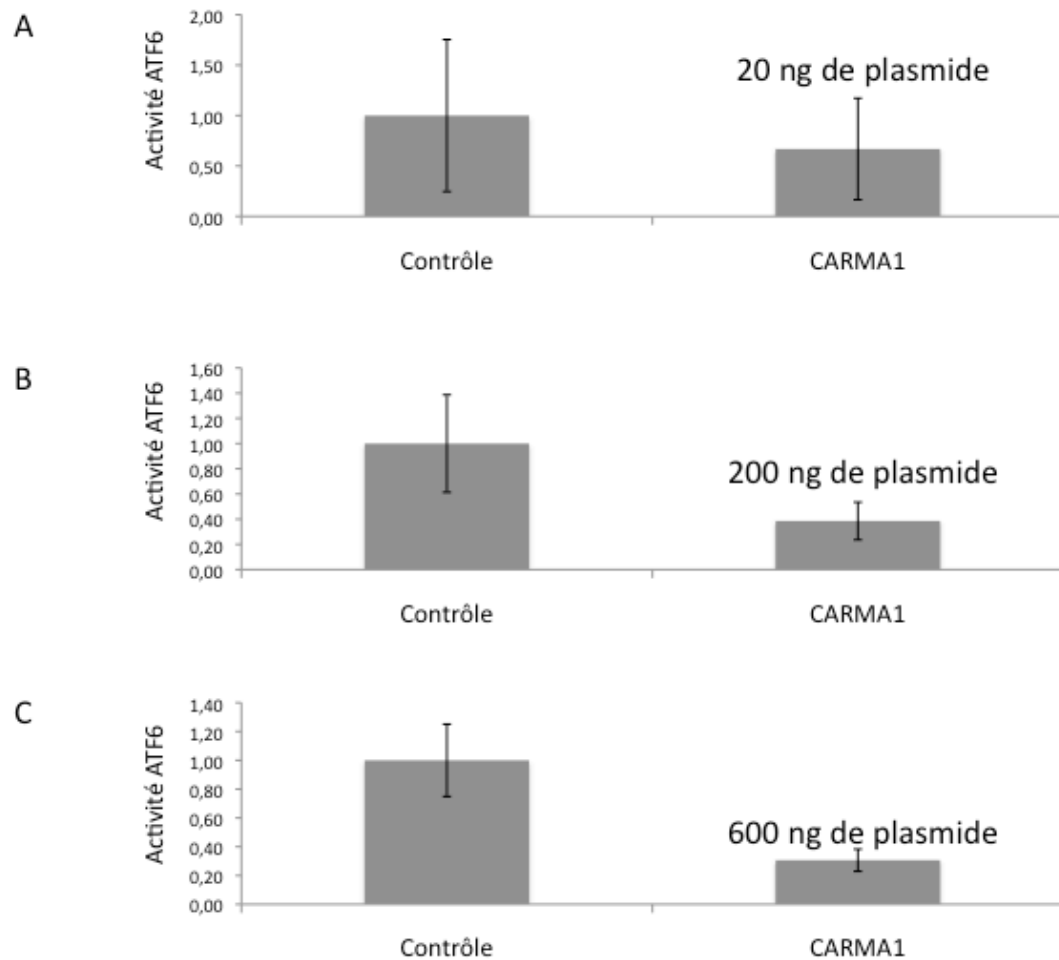 A
Activité ATF6
2,00
1,50
1,00
0,50
0,00
20 ng de plasmide
Contrôle
CARMA1
B
Activité ATF6
1,60
1,40
1,20
1,00
0,80
0,60
0,40
0,20
0,00
200 ng de plasmide
Contrôle
CARMA1
C
Activité ATF6
1,40
1,20
1,00
0,80
0,60
0,40
0,20
0,00
600 ng de plasmide
Contrôle
CARMA1